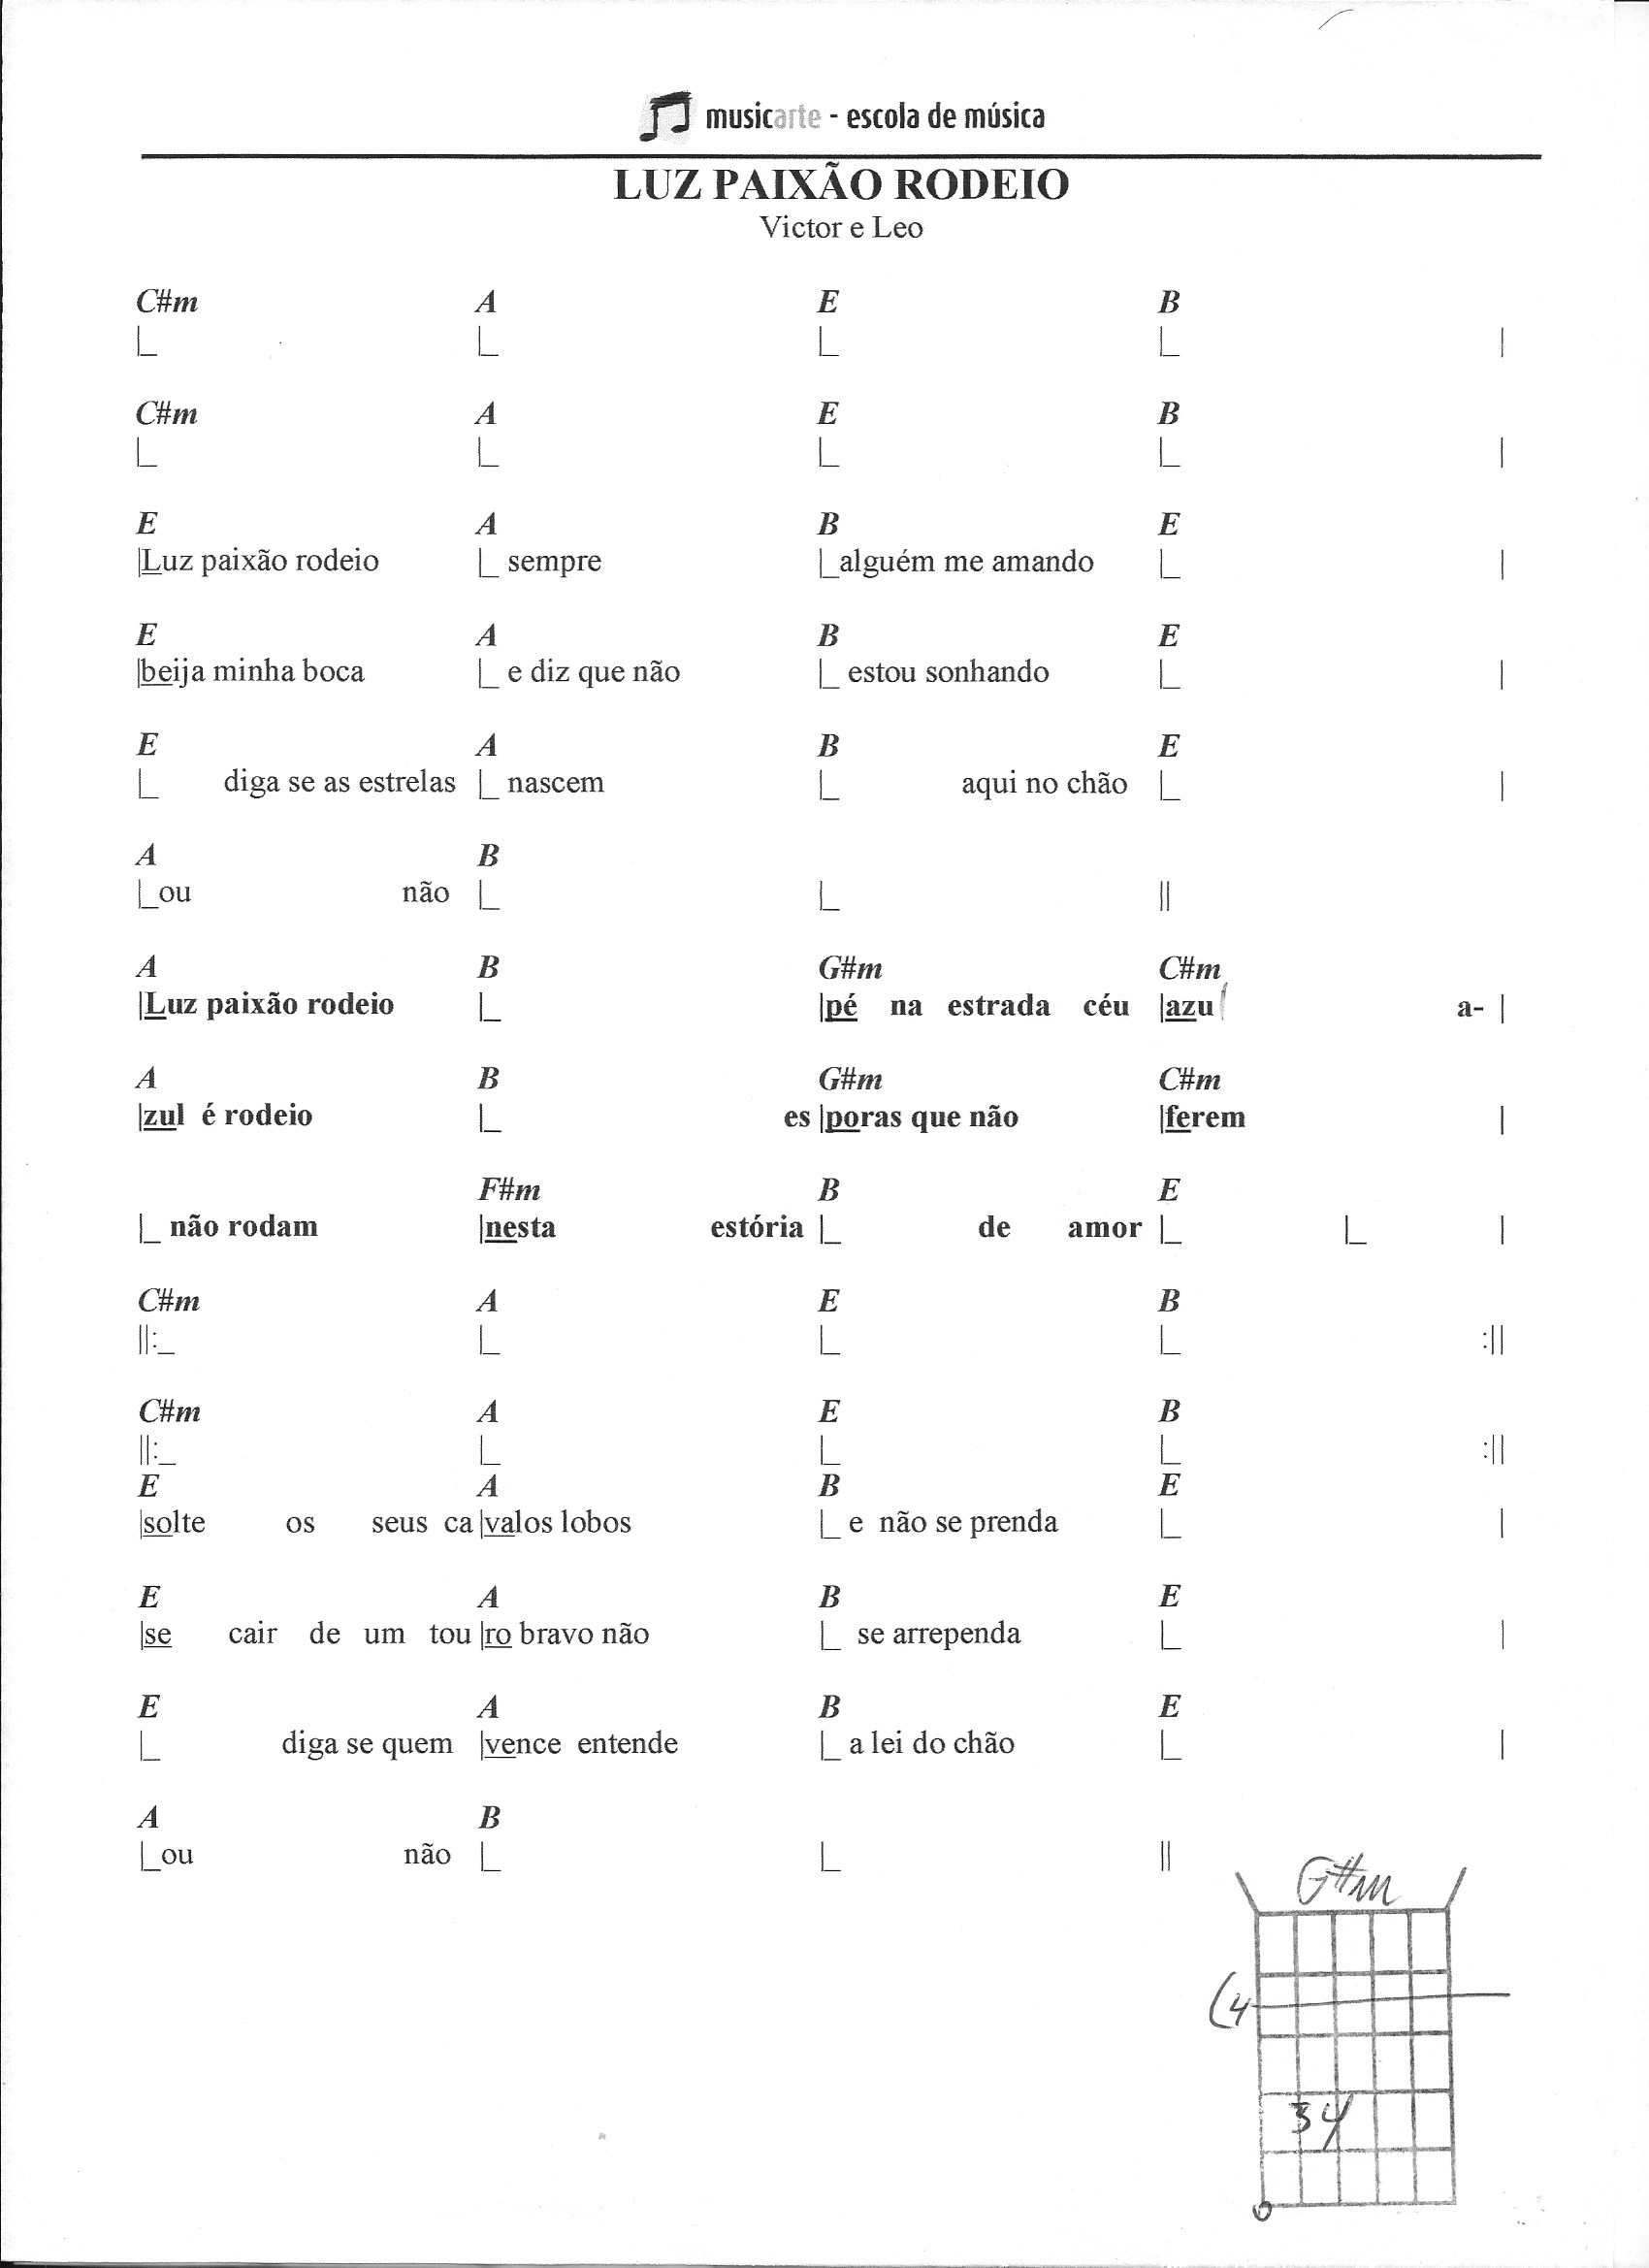 musicarte - escola de música
LUZ PAIXÃO RODEIO
Victor e Leo
C#m A E B
|_ |_ |_ |_ |
C#m A E B
|_ |_ |_ |_ |
E A B E
|Luz paixão rodeio |_ sempre |_alguém me amando |_ |
E A B E
|beija minha boca |_ e diz que não |_ estou sonhando |_ |
E A B E
|_ diga se as estrelas |_ nascem |_ aqui no chão |_ |
A B
|_ou não |_ |_ ||
A B G#m C#m
|Luz paixão rodeio |_ |pé na estrada céu |azul a- |
A B G#m C#m
|zul é rodeio |_ es |poras que não |ferem |
F#m B E
|_ não rodam |nesta estória |_ de amor |_ |_ |
C#m A E B
||:_ |_ |_ |_ :||
C#m A E B
||:_ |_ |_ |_ :||
E A B E
|solte os seus ca |valos lobos |_ e não se prenda |_ |
E A B E
|se cair de um tou |ro bravo não |_ se arrependa |_ |
E A B E
|_ diga se quem |vence entende |_ a lei do chão |_ |
A B
|_ou não |_ |_ ||
G#m
(4
34